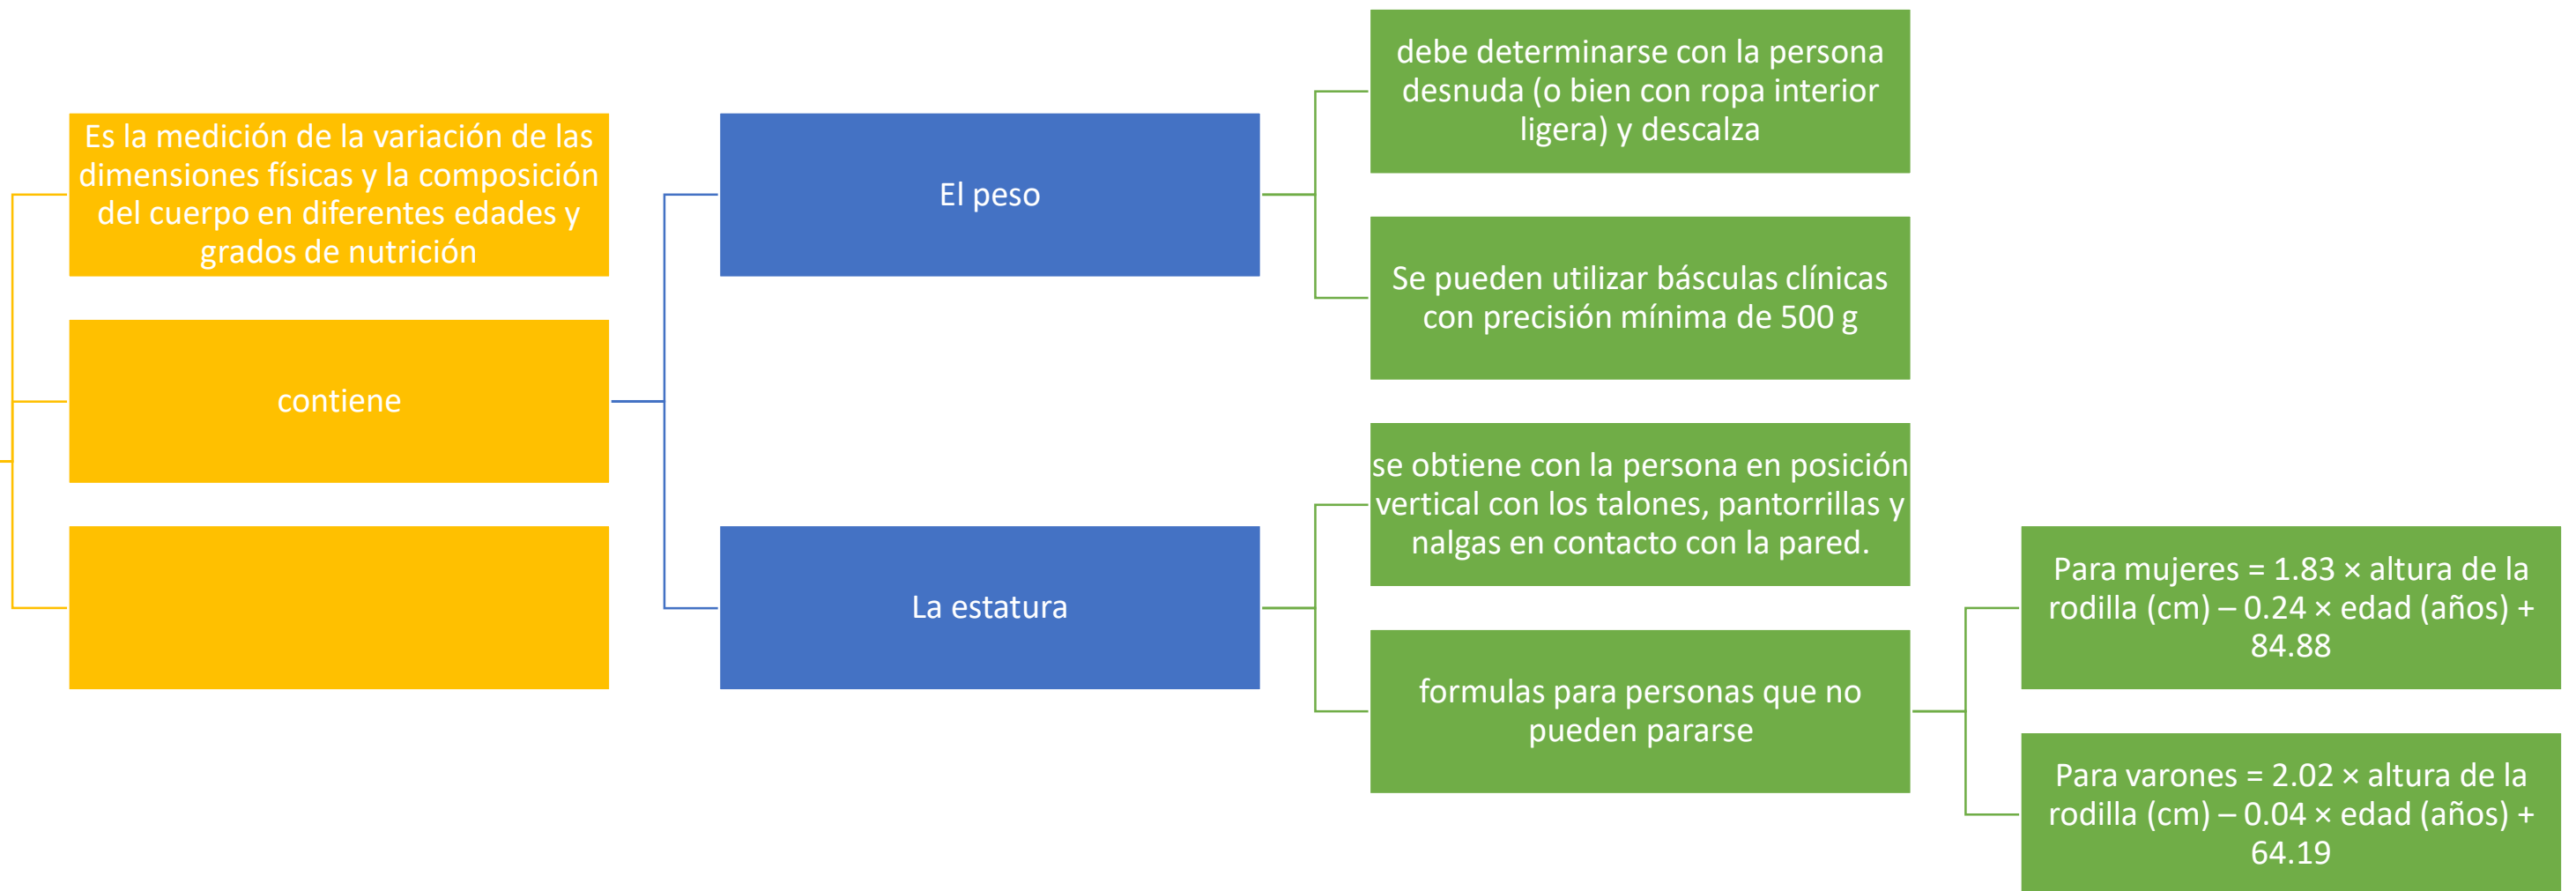 Es la medición de la variación de las
dimensiones físicas y la composición
del cuerpo en diferentes edades y
grados de nutrición
contiene
El peso
debe determinarse con la persona
desnuda (o bien con ropa interior
ligera) y descalza
Se pueden utilizar básculas clínicas
con precisión mínima de 500 g
La estatura
se obtiene con la persona en posición
vertical con los talones, pantorrillas y
nalgas en contacto con la pared.
formulas para personas que no
pueden pararse
Para mujeres = 1.83 × altura de la
rodilla (cm) – 0.24 × edad (años) +
84.88
Para varones = 2.02 × altura de la
rodilla (cm) – 0.04 × edad (años) +
64.19